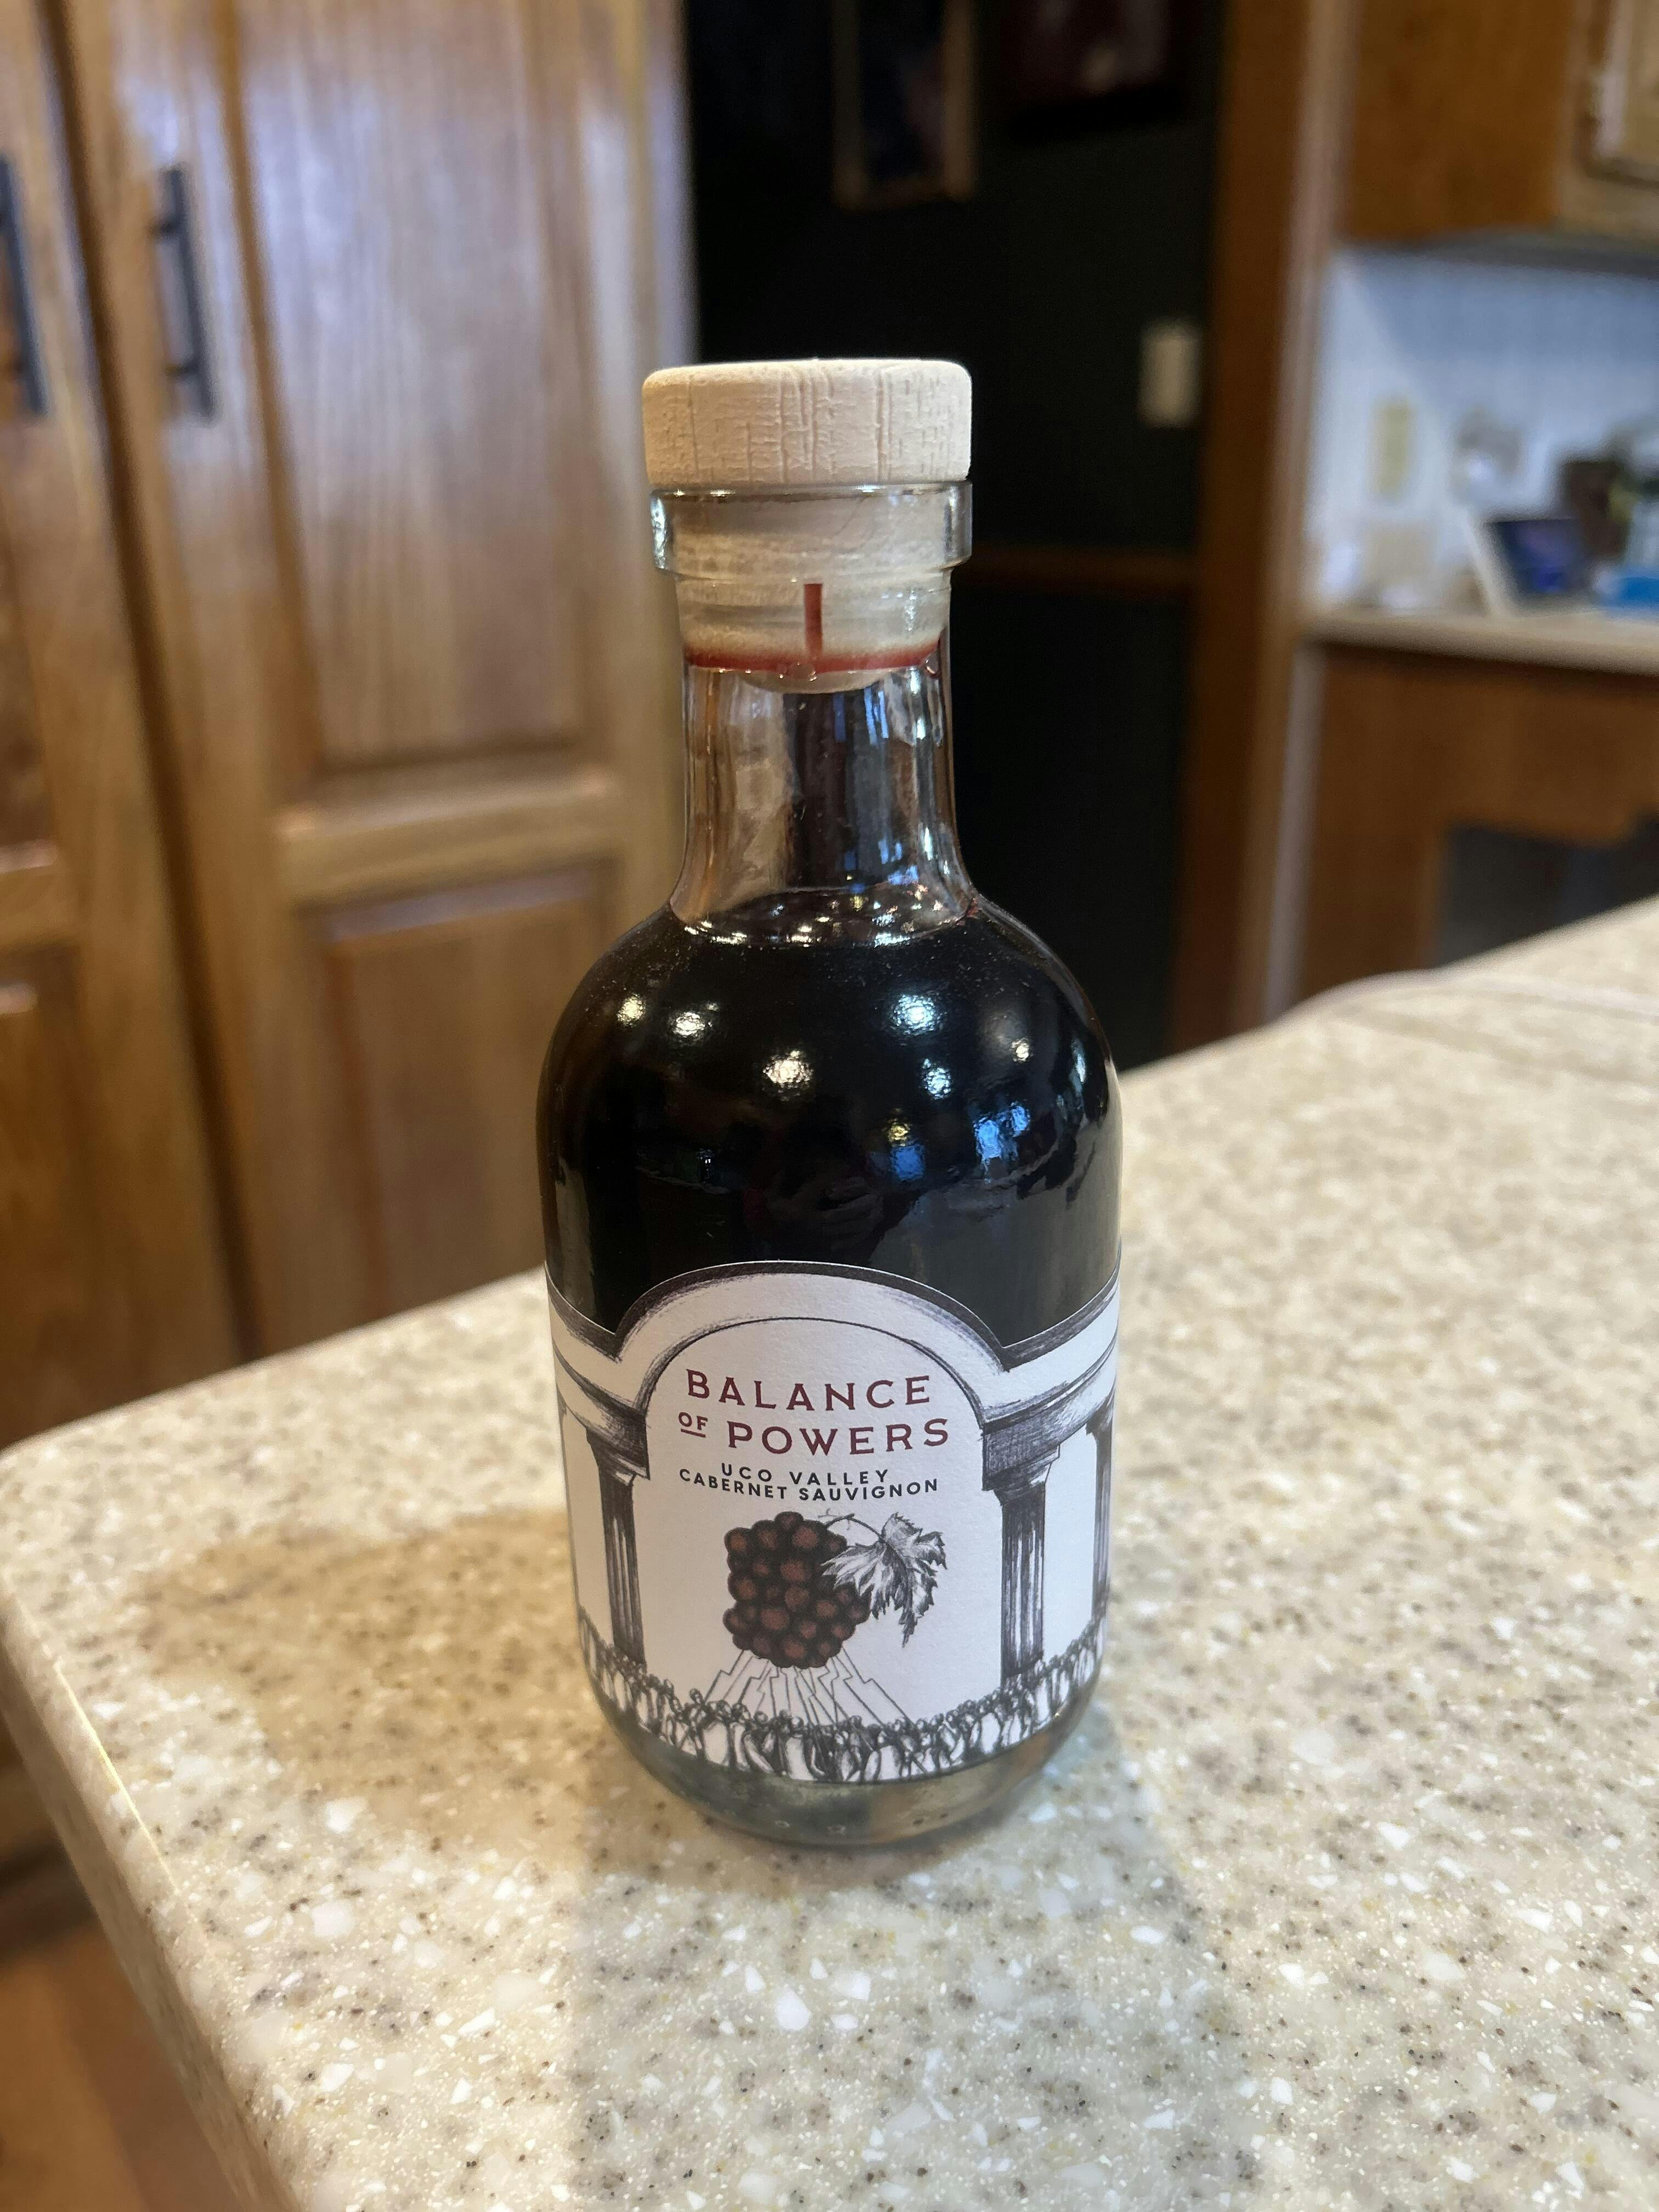 BALANCE
OF POWERS
UCO VALLEY
CABERNET SAUVIGNON